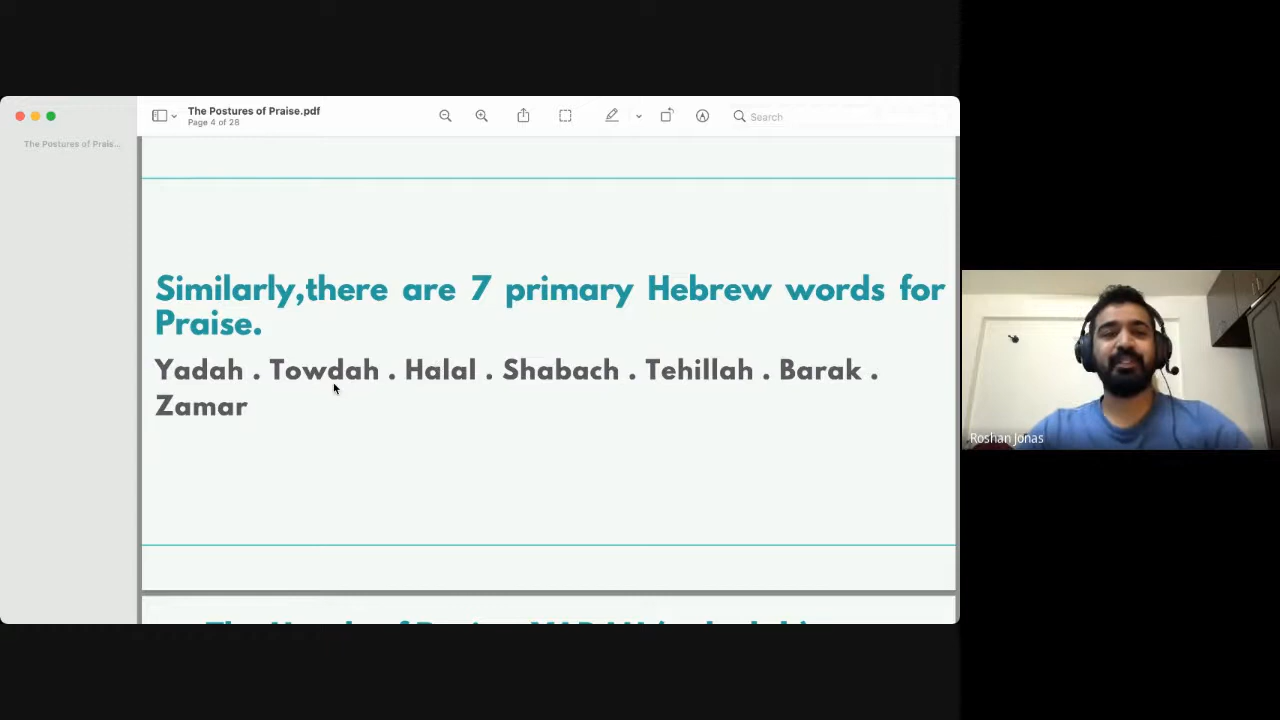 The Postures of Praise.pdf
Page 4 of 28
Search
The Postures of Prais...
Similarly,there are 7 primary Hebrew words for
Praise.
Yadah . Towdah . Halal . Shabach . Tehillah . Barak .
Zamar
Roshan Jonas